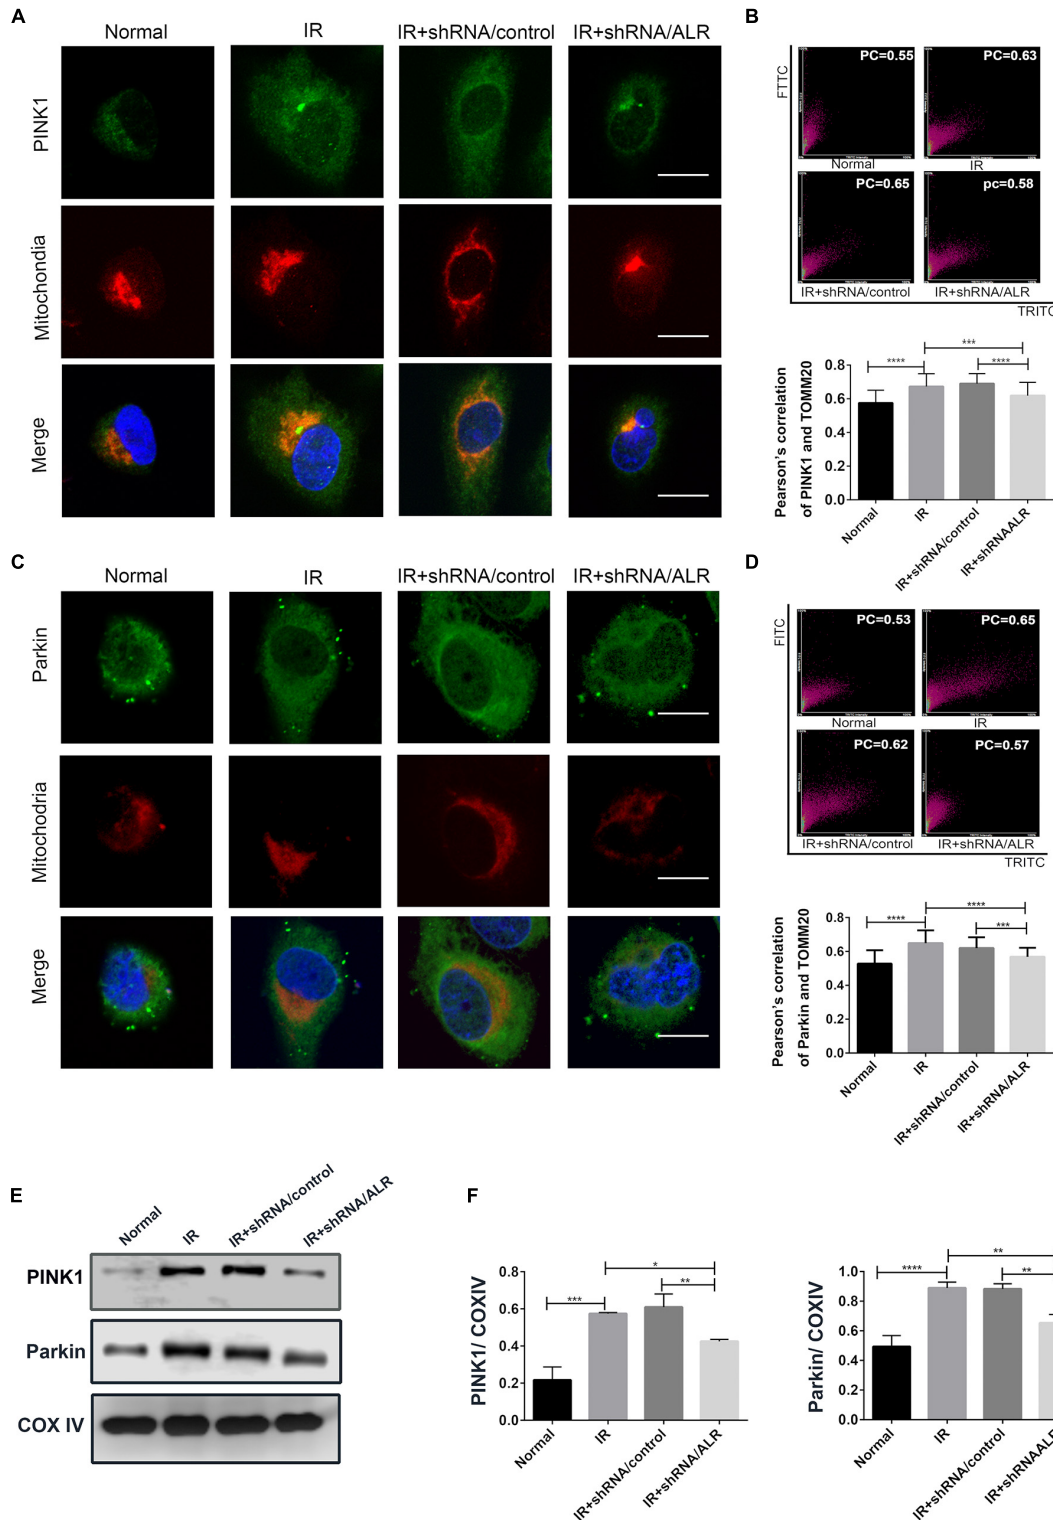 A
Normal
IR
IR+shRNA/control
IR+shRNA/ALR
PINK1
Mitochondia
Merge
B
FTTC
PC=0.55
PC=0.63
Normal
IR
PC=0.65
pc=0.58
IR+shRNA/control
IR+shRNA/ALR
TRITC
Pearson's correlation
of PINK1 and TOMM20
0.8
0.6
0.4
0.2
0.0
****
***
****
Normal
IR
IR+shRNA/control
IR+shRNAALR
C
Normal
IR
IR+shRNA/control
IR+shRNA/ALR
Parkin
Mitochodria
Merge
D
FITC
PC=0.53
PC=0.65
Normal
IR
PC=0.62
PC=0.57
IR+shRNA/control
IR+shRNA/ALR
TRITC
Pearson's correlation
of Parkin and TOMM20
0.8
0.6
0.4
0.2
0.0
****
****
***
Normal
IR
IR+shRNA/control
IR+shRNA/ALR
E
Normal
IR
IR+shRNA/control
IR+shRNA/ALR
PINK1
Parkin
COX IV
F
PINK1/ COXIV
0.8
0.6
0.4
0.2
0.0
***
*
**
Normal
IR
IR+shRNA/control
IR+shRNA/ALR
Parkin/ COXIV
1.0
0.8
0.6
0.4
0.2
0.0
****
**
**
Normal
IR
IR+shRNA/control
IR+shRNAALR